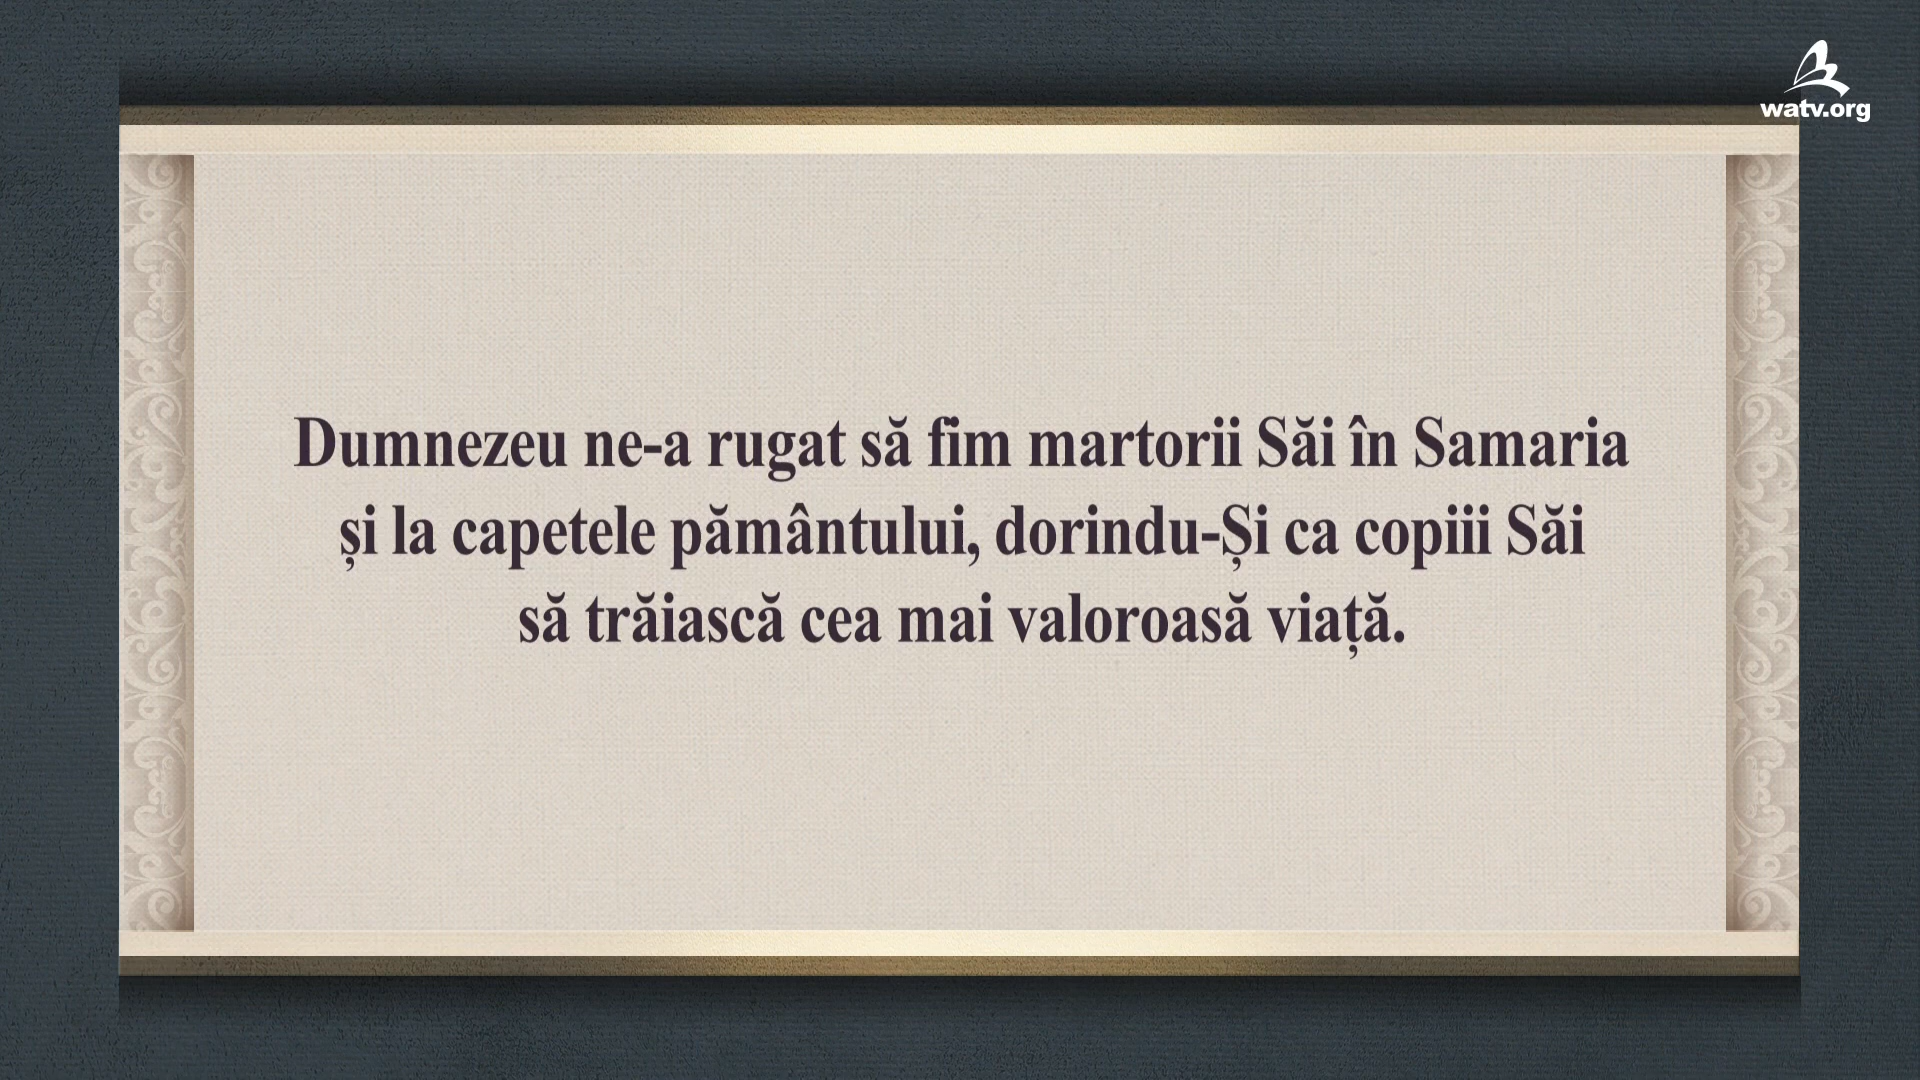 watv.org
Dumnezeu ne-a rugat să fim martorii Săi în Samaria
și la capetele pământului, dorindu-Și ca copiii Săi
să trăiască cea mai valoroasă viață.